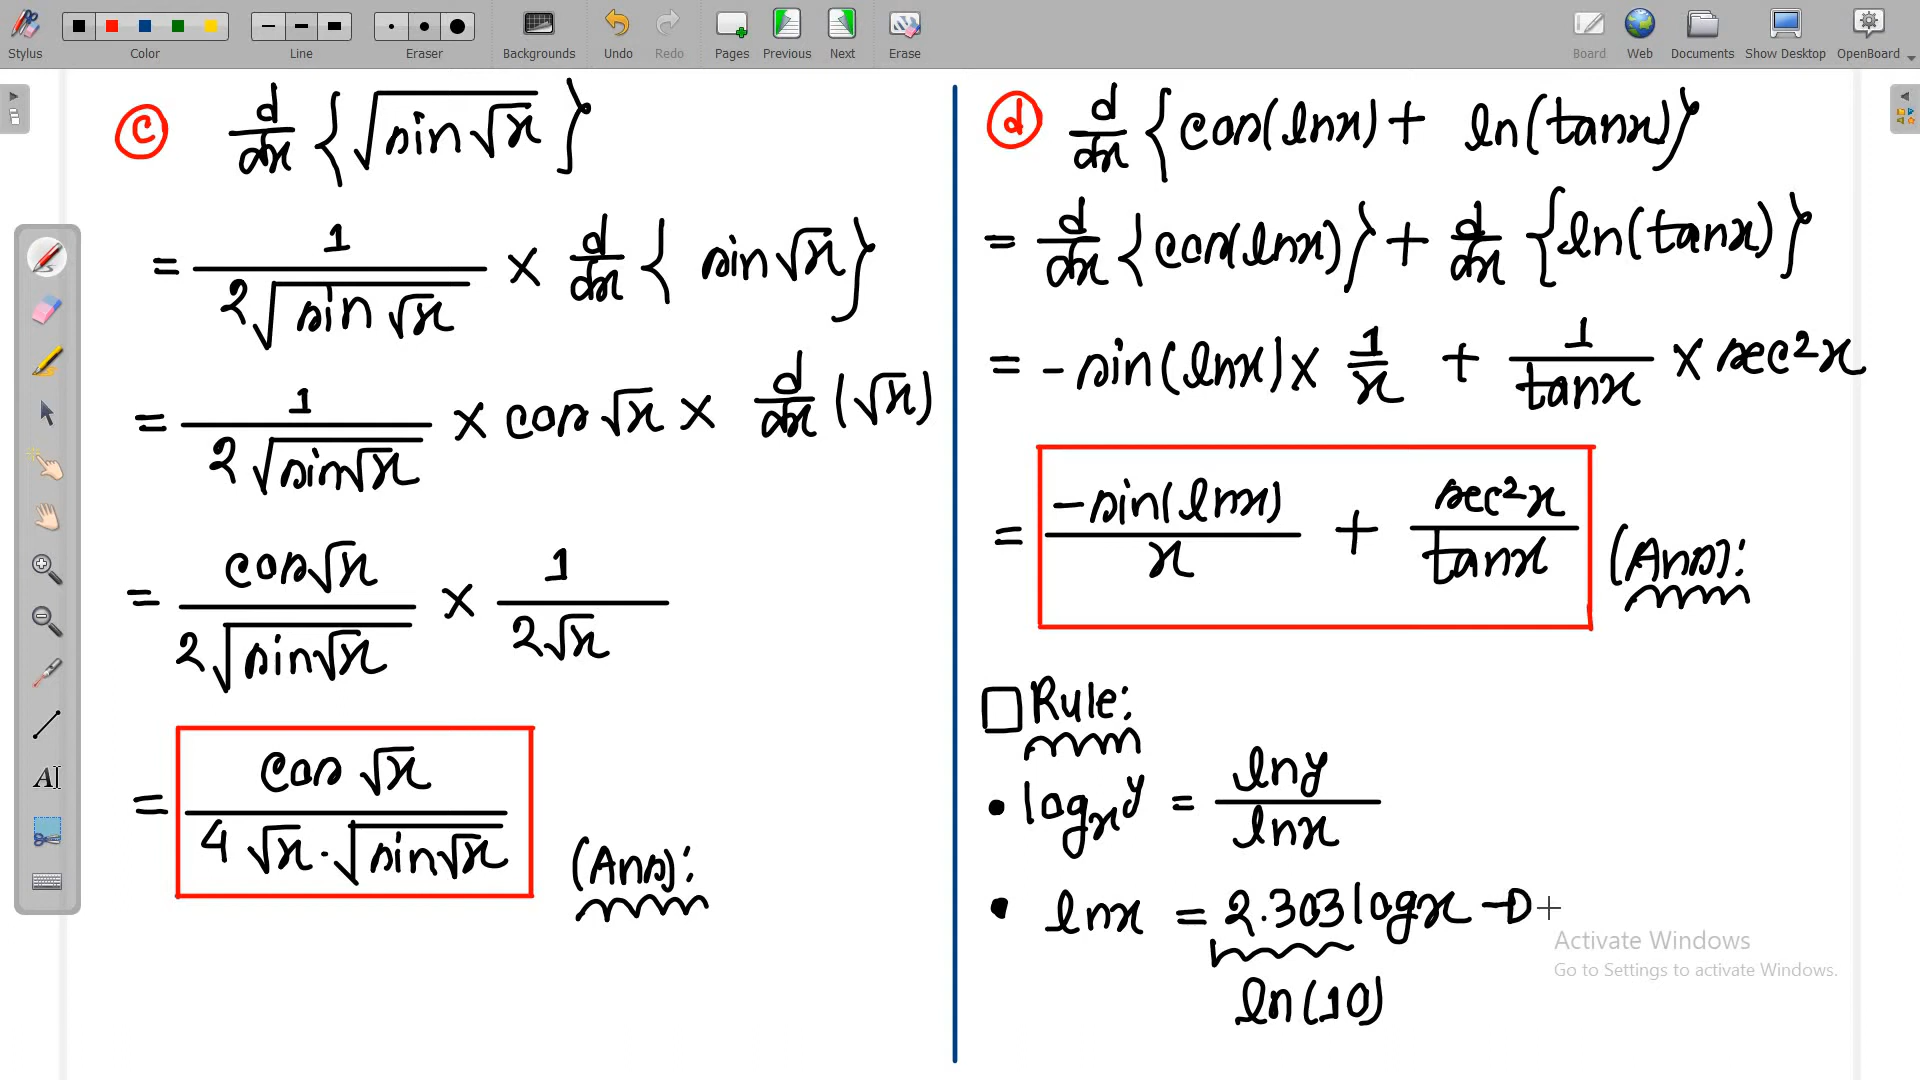 Stylus Color Line Eraser Backgrounds Undo Redo Pages Previous Next Erase Board Web Documents Show Desktop OpenBoard
c d/dx {√(sin√x)}
= 1/(2√(sin√x)) × d/dx { sin√x}
= 1/(2√(sin√x)) × cos√x × d/dx (√x)
= cos√x/(2√(sin√x)) × 1/(2√x)
= cos √x/(4 √x · √(sin√x)) (Ans):
d d/dx {cos(lnx) + ln(tanx)}
= d/dx {cos(lnx)} + d/dx {ln(tanx)}
= -sin(lnx) × 1/x + 1/tanx × sec²x
= -sin(lnx)/x + sec²x/tanx (Ans):
□ Rule:
• logₓy = lny/lnx
• lnx = 2.303 logx →
ln(10)
Activate Windows
Go to Settings to activate Windows.